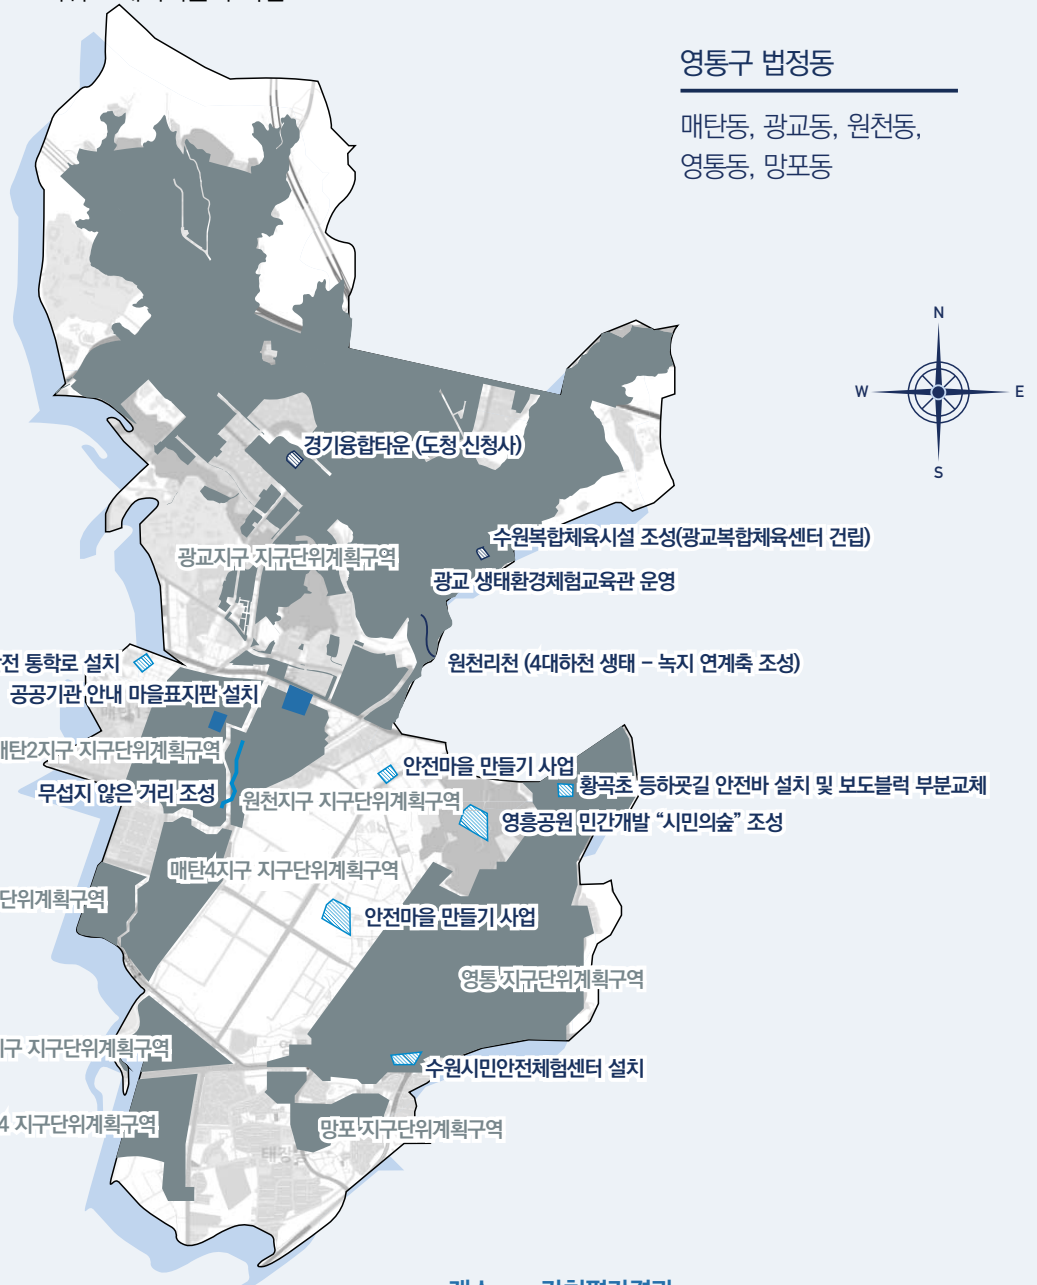 영통구 법정동
매탄동, 광교동, 원천동,
영통동, 망포동
N
W
E
S
경기융합타운 (도청 신청사)
수원복합체육시설 조성(광교복합체육센터 건립)
광교지구 지구단위계획구역
광교 생태환경체험교육관 운영
전 통학로 설치
원천리천 (4대하천 생태 – 녹지 연계축 조성)
공공기관 안내 마을표지판 설치
매탄2지구 지구단위계획구역
안전마을 만들기 사업
황곡초 등하굣길 안전바 설치 및 보도블럭 부분교체
무섭지 않은 거리 조성
원천지구 지구단위계획구역
영흥공원 민간개발 “시민의숲” 조성
매탄4지구 지구단위계획구역
단위계획구역
안전마을 만들기 사업
영통 지구단위계획구역
지구 지구단위계획구역
수원시민안전체험센터 설치
4 지구단위계획구역
망포 지구단위계획구역